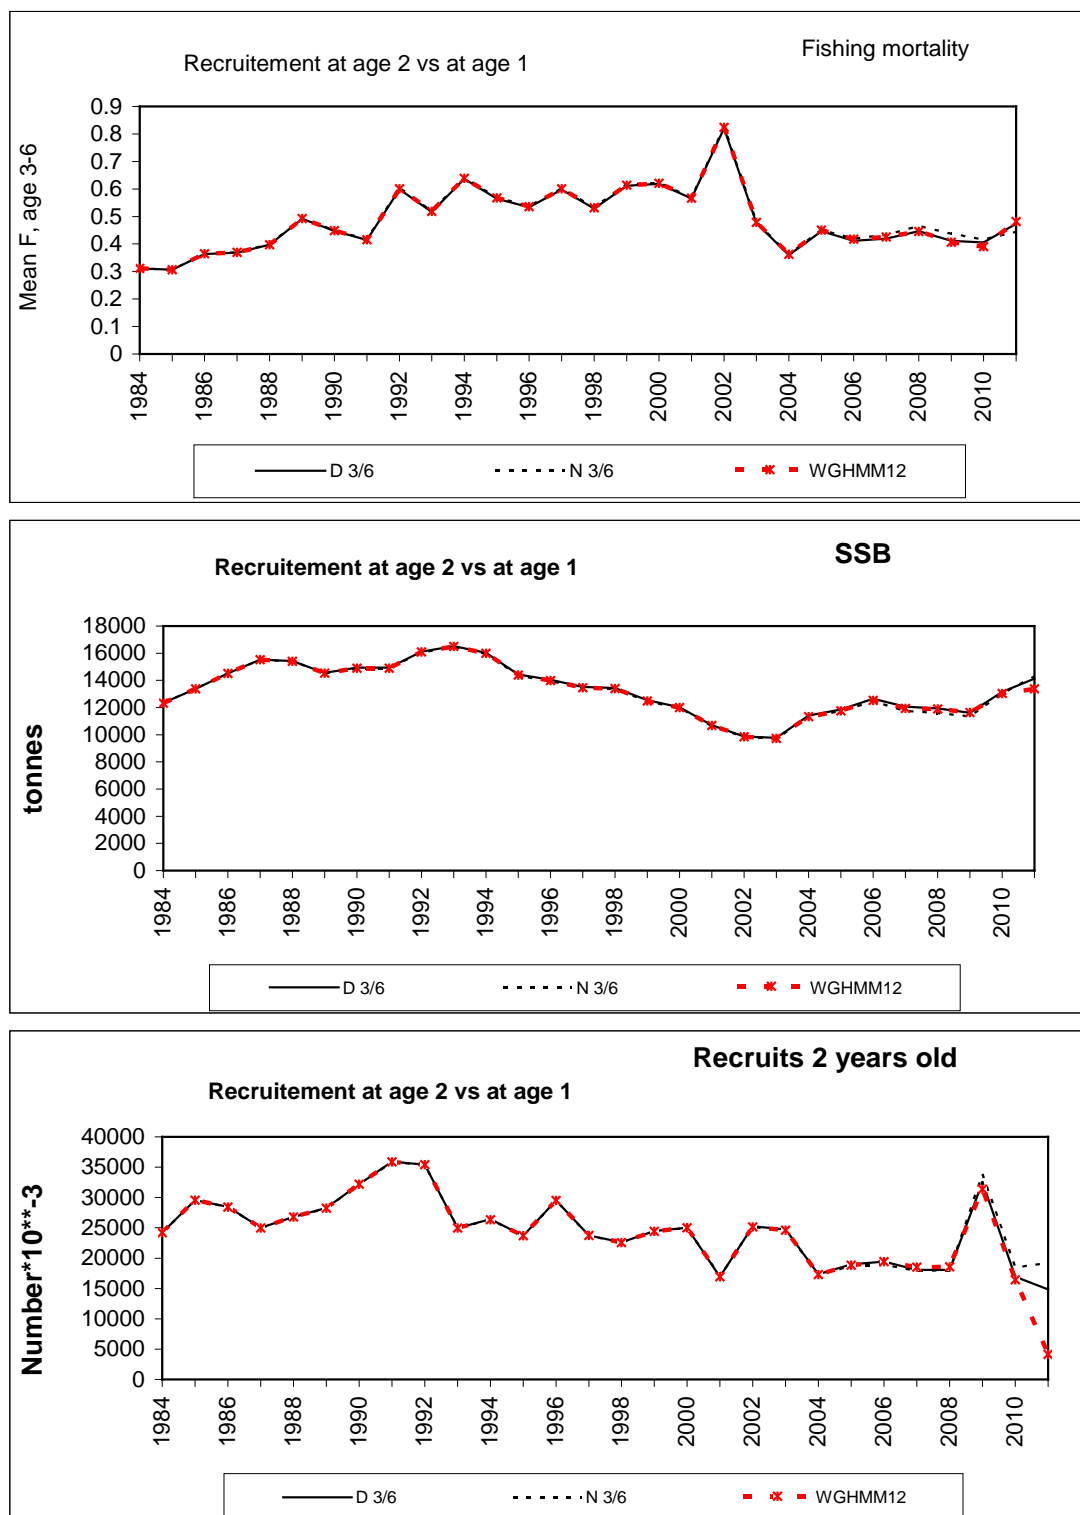 Fishing mortality
Recruitement at age 2 vs at age 1
Mean F, age 3-6
0.9
0.8
0.7
0.6
0.5
0.4
0.3
0.2
0.1
0
1984 1986 1988 1990 1992 1994 1996 1998 2000 2002 2004 2006 2008 2010
D 3/6 N 3/6 WGHMM12
SSB
Recruitement at age 2 vs at age 1
tonnes
18000
16000
14000
12000
10000
8000
6000
4000
2000
0
1984 1986 1988 1990 1992 1994 1996 1998 2000 2002 2004 2006 2008 2010
D 3/6 N 3/6 WGHMM12
Recruits 2 years old
Recruitement at age 2 vs at age 1
Number*10**-3
40000
35000
30000
25000
20000
15000
10000
5000
0
1984 1986 1988 1990 1992 1994 1996 1998 2000 2002 2004 2006 2008 2010
D 3/6 N 3/6 WGHMM12